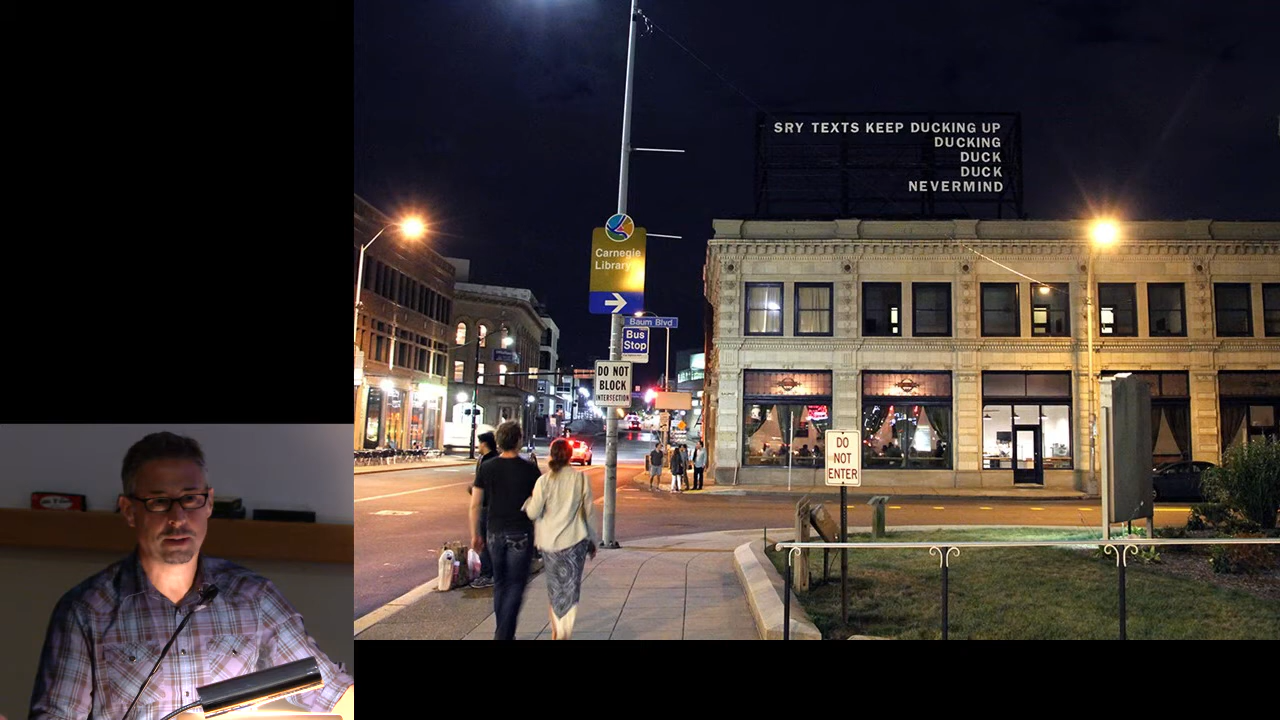 SRY TEXTS KEEP DUCKING UP
DUCKING
DUCK
DUCK
NEVERMIND
Carnegie
Library
Baum Blvd
Bus
Stop
DO NOT
BLOCK
INTERSECTION
DO
NOT
ENTER